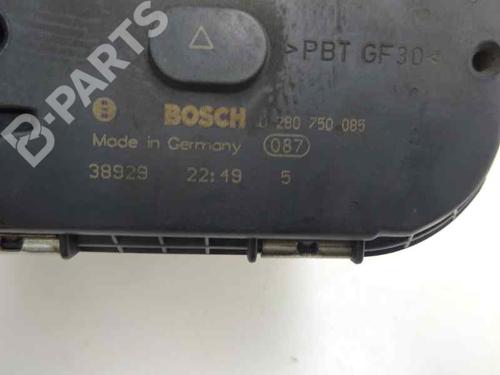 >PBT GF30<
BOSCH 0 280 750 085
Made in Germany 087
38929 22:49 5
B-PARTS